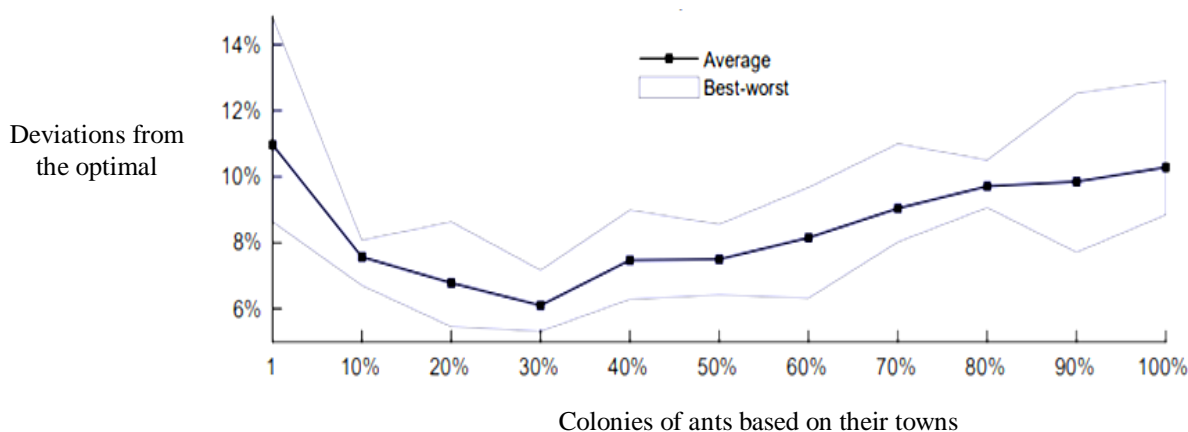 14%
12%
10%
8%
6%
Deviations from
the optimal
Average
Best-worst
1 10% 20% 30% 40% 50% 60% 70% 80% 90% 100%
Colonies of ants based on their towns